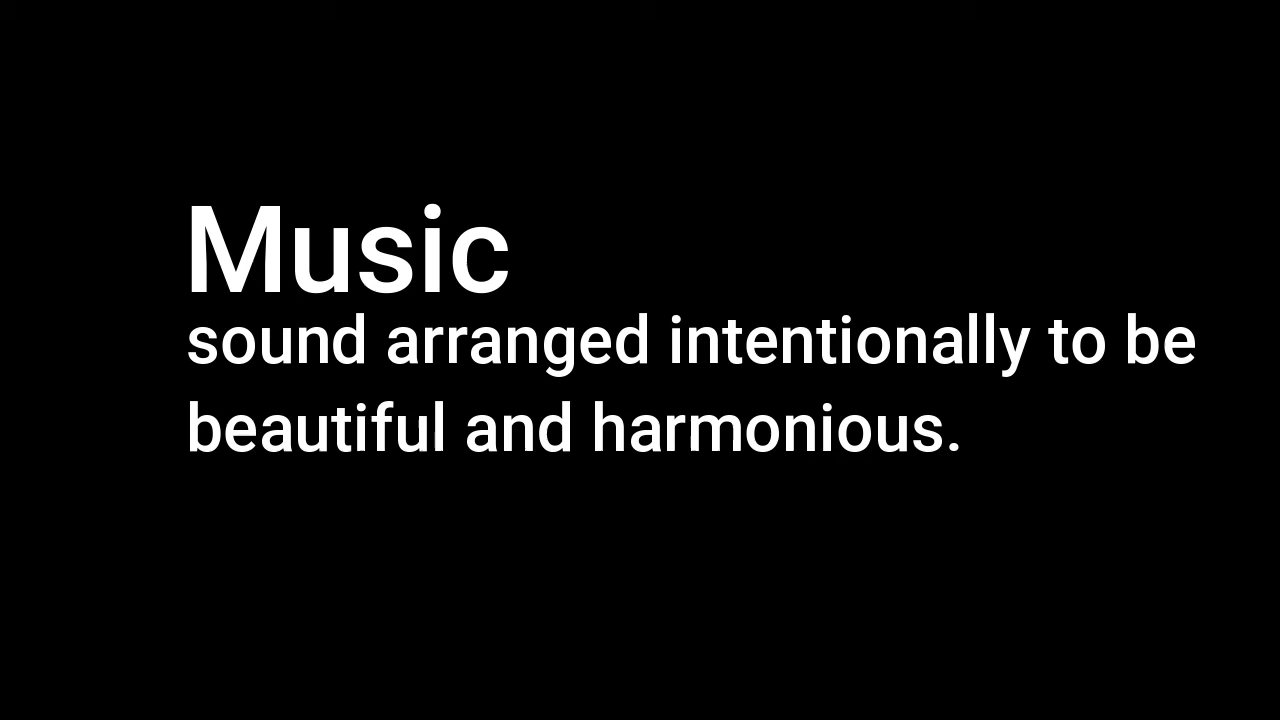 Music
sound arranged intentionally to be
beautiful and harmonious.